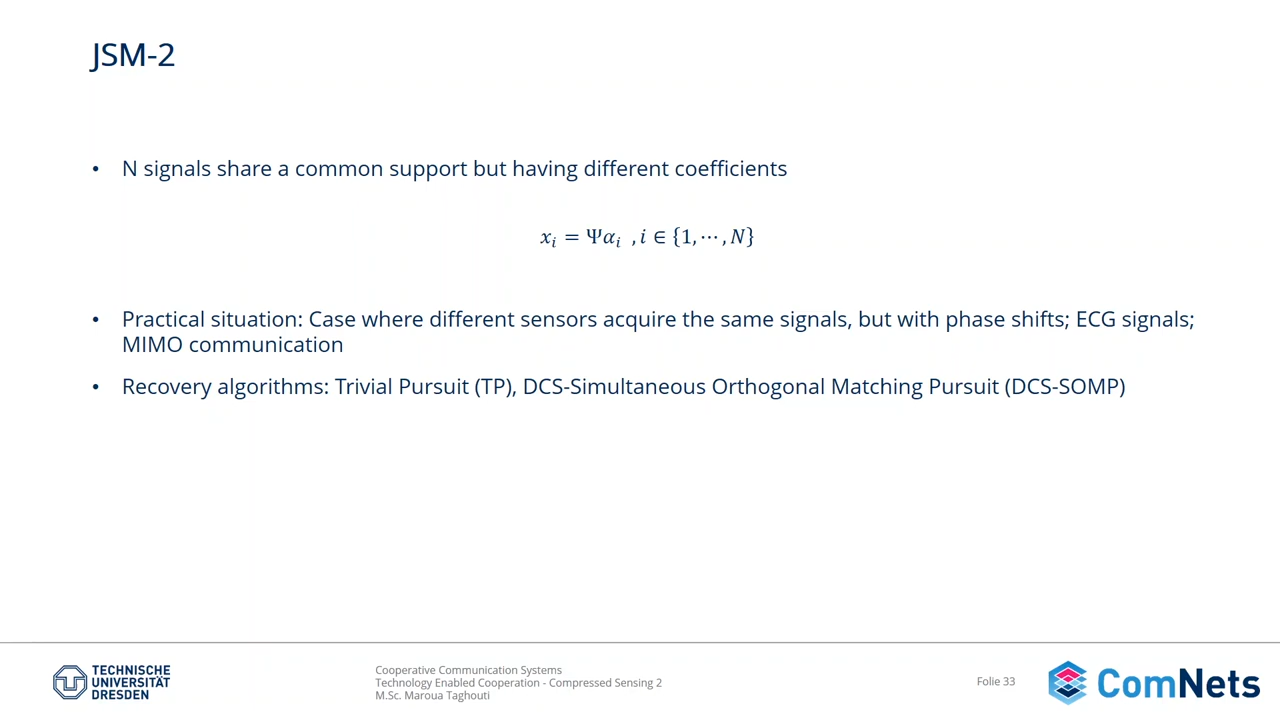 JSM-2
• N signals share a common support but having different coefficients
𝑥ᵢ = Ψ𝛼ᵢ , 𝑖 ∈ {1, ⋯ , 𝑁}
• Practical situation: Case where different sensors acquire the same signals, but with phase shifts; ECG signals;
MIMO communication
• Recovery algorithms: Trivial Pursuit (TP), DCS-Simultaneous Orthogonal Matching Pursuit (DCS-SOMP)
TECHNISCHE
UNIVERSITÄT
DRESDEN
Cooperative Communication Systems
Technology Enabled Cooperation - Compressed Sensing 2
M.Sc. Maroua Taghouti
Folie 33
ComNets